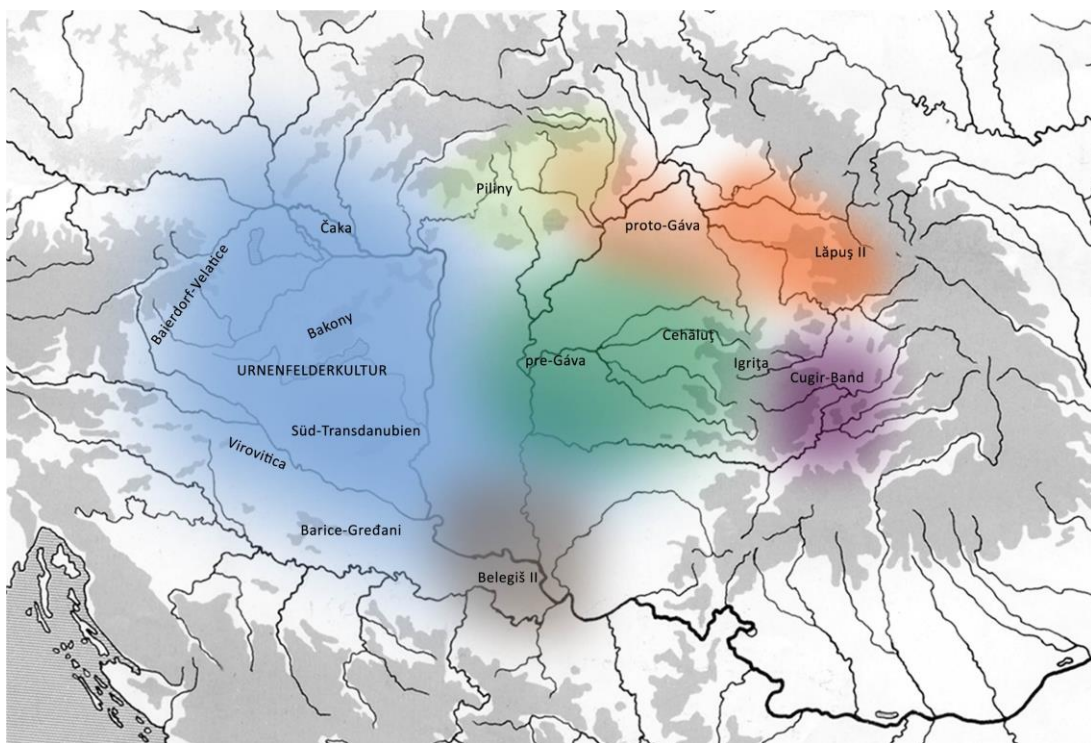 Piliny
Čaka
proto-Gáva
Lăpuş II
Baierdorf-Velatice
Bakony
Cehăluţ
pre-Gáva
Igriţa
URNENFELDERKULTUR
Cugir-Band
Süd-Transdanubien
Virovitica
Barice-Gređani
Belegiš II